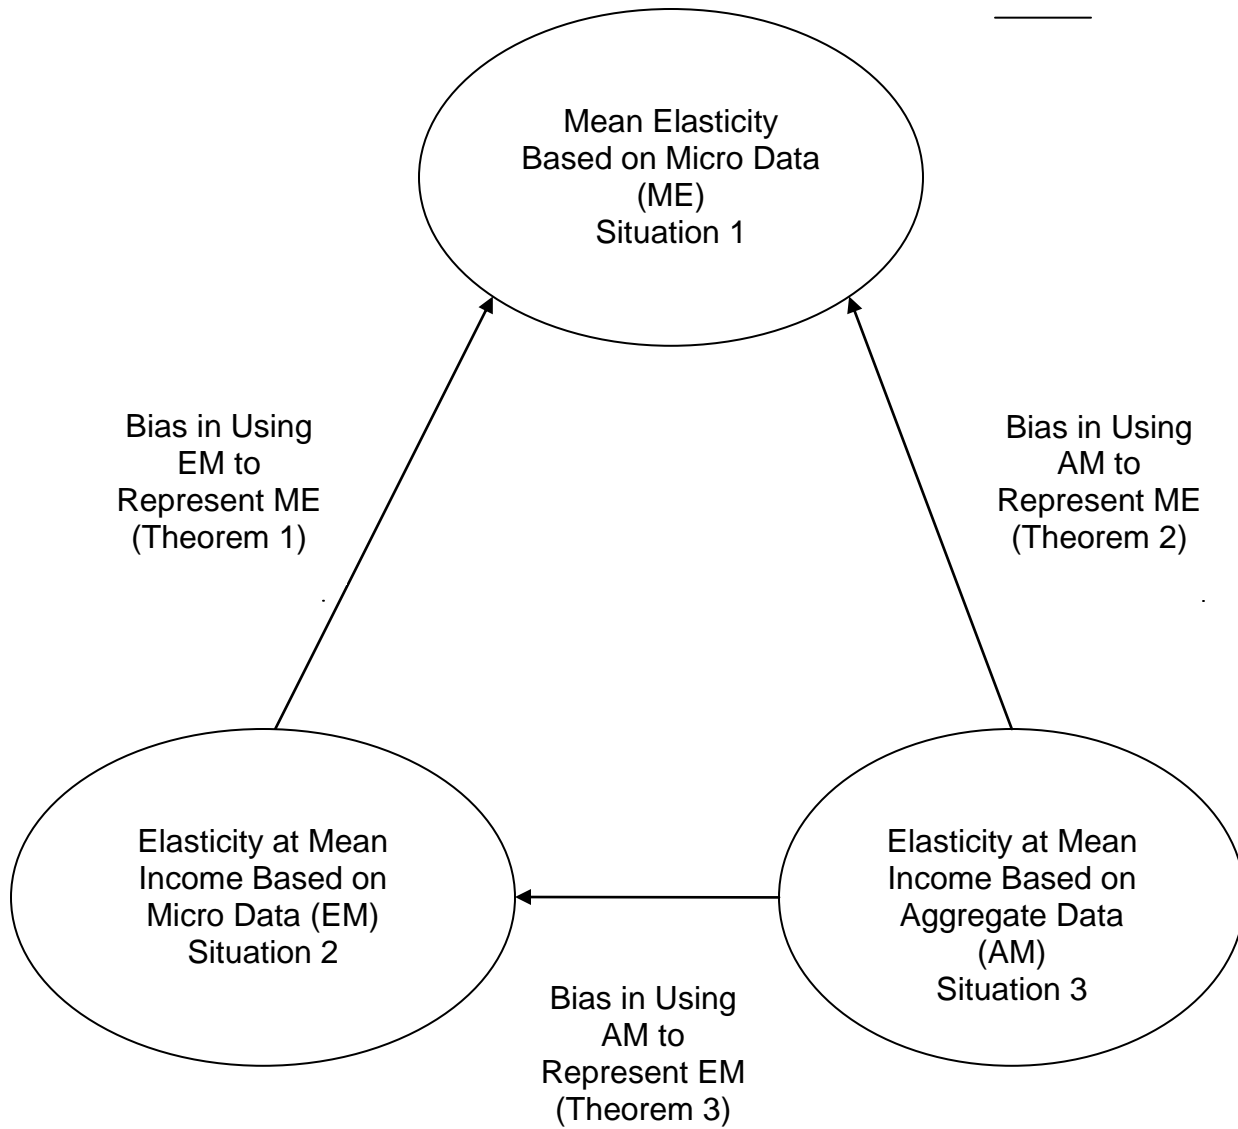 Mean Elasticity
Based on Micro Data
(ME)
Situation 1
Bias in Using
EM to
Represent ME
(Theorem 1)
Bias in Using
AM to
Represent ME
(Theorem 2)
Elasticity at Mean
Income Based on
Micro Data (EM)
Situation 2
Elasticity at Mean
Income Based on
Aggregate Data
(AM)
Situation 3
Bias in Using
AM to
Represent EM
(Theorem 3)